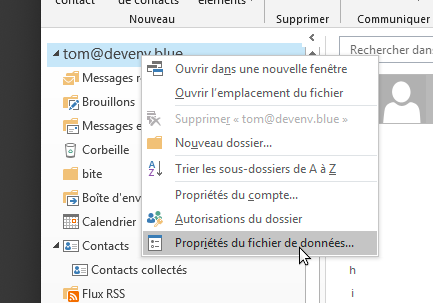 contact
de contacts
éléments
Nouveau
Supprimer
Communiquer
tom@devenv.blue
Rechercher dans
Messages r
Brouillons
Messages e
Corbeille
bite
Boîte d'env
Calendrier
Contacts
Contacts collectés
Flux RSS
Ouvrir dans une nouvelle fenêtre
Ouvrir l'emplacement du fichier
Supprimer « tom@devenv.blue »
Nouveau dossier...
Trier les sous-dossiers de A à Z
Propriétés du compte...
Autorisations du dossier
Propriétés du fichier de données...
h
i